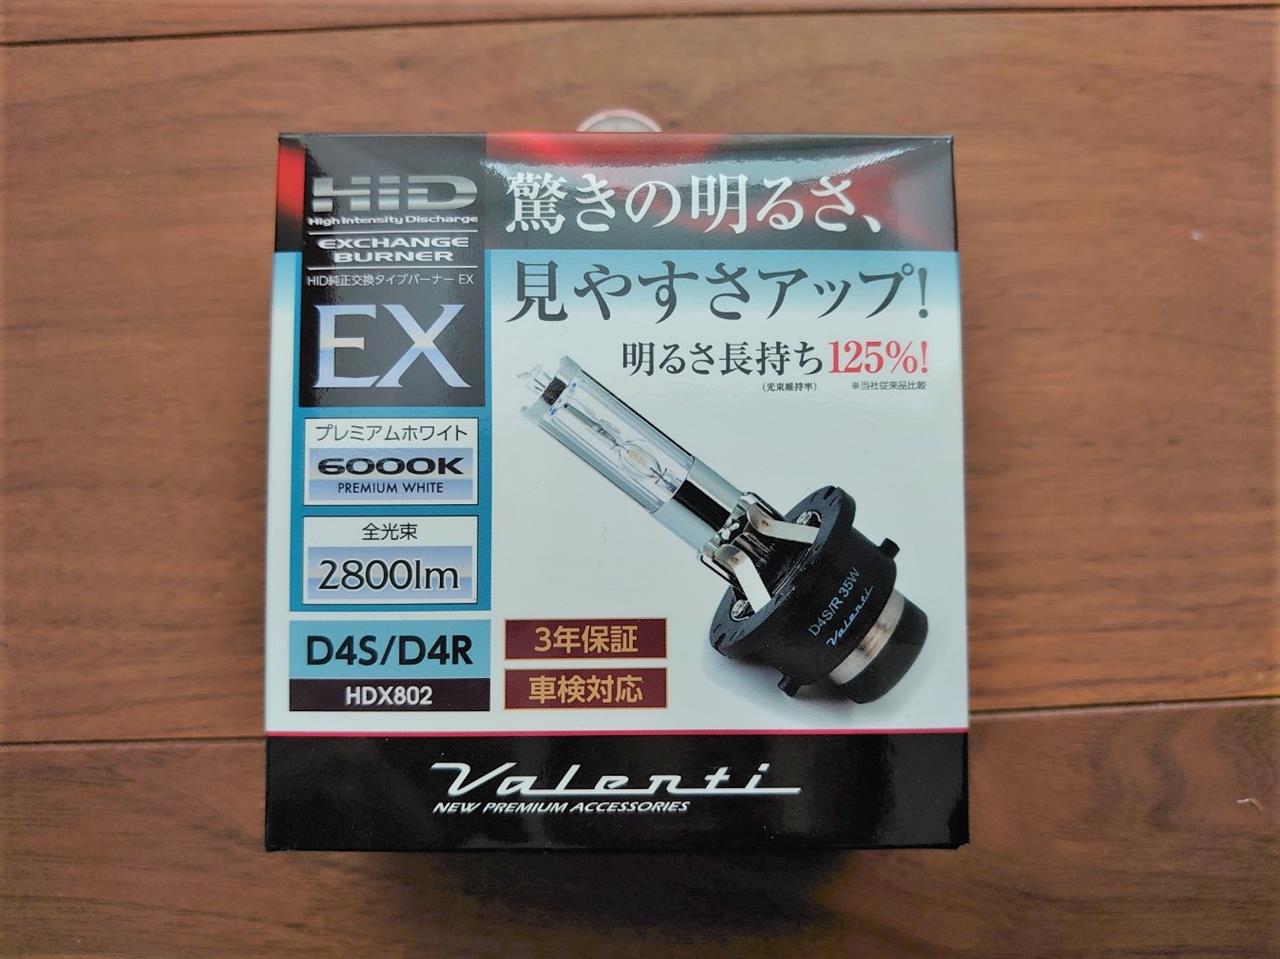 HID
High Intensity Discharge
EXCHANGE
BURNER
HID純正交換タイプバーナー EX
EX
驚きの明るさ、
見やすさアップ!
明るさ長持ち125%!
(光束維持率)
※当社従来品比較
プレミアムホワイト
6000K
PREMIUM WHITE
全光束
2800lm
D4S/D4R
HDX802
3年保証
車検対応
D4S/R 35W
Valenti
Valenti
NEW PREMIUM ACCESSORIES